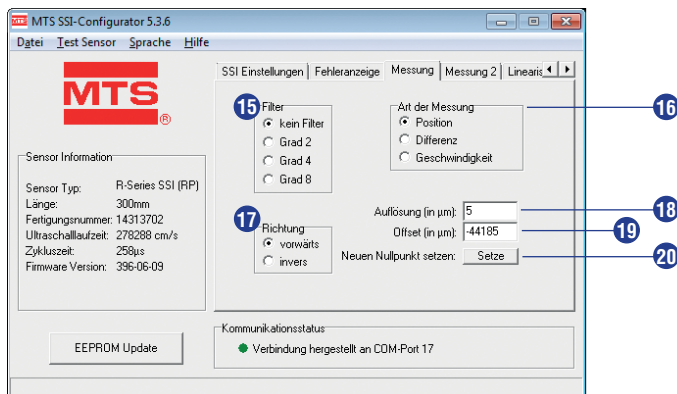 MTS MTS SSI-Configurator 5.3.6
Datei Test Sensor Sprache Hilfe
MTS
®
Sensor Information
Sensor Typ: R-Series SSI (RP)
Länge: 300mm
Fertigungsnummer: 14313702
Ultraschallaufzeit: 278288 cm/s
Zykluszeit: 258µs
Firmware Version: 396-06-09
EEPROM Update
SSI Einstellungen Fehleranzeige Messung Messung 2 Linearis
15 Filter
kein Filter
Grad 2
Grad 4
Grad 8
Art der Messung 16
Position
Differenz
Geschwindigkeit
17 Richtung
vorwärts
invers
Auflösung (in µm): 5 18
Offset (in µm): -44185 19
Neuen Nullpunkt setzen: Setze 20
Kommunikationsstatus
Verbindung hergestellt an COM-Port 17